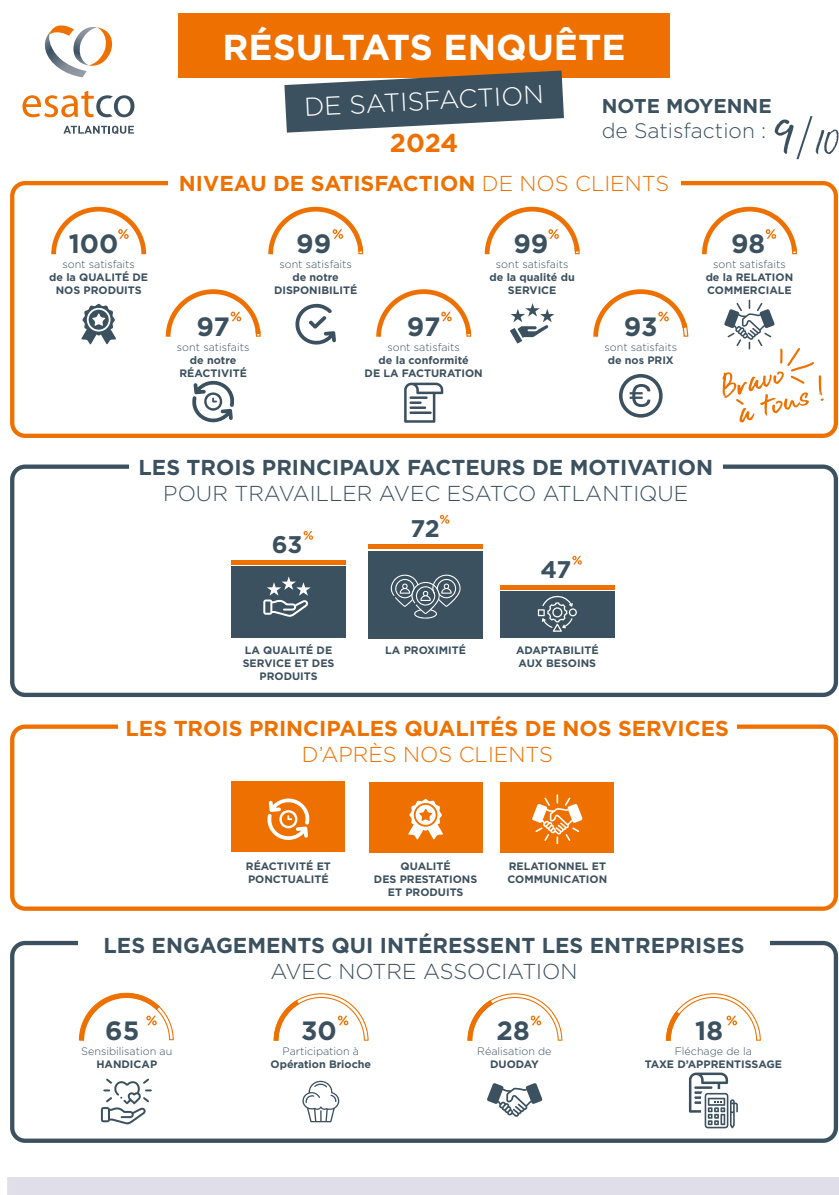 esatco
ATLANTIQUE
RÉSULTATS ENQUÊTE
DE SATISFACTION
2024
NOTE MOYENNE
de Satisfaction : 9/10
NIVEAU DE SATISFACTION DE NOS CLIENTS
100%
sont satisfaits
de la QUALITÉ DE
NOS PRODUITS
97%
sont satisfaits
de notre
RÉACTIVITÉ
99%
sont satisfaits
de notre
DISPONIBILITÉ
97%
sont satisfaits
de la conformité
DE LA FACTURATION
99%
sont satisfaits
de la qualité du
SERVICE
93%
sont satisfaits
de nos PRIX
98%
sont satisfaits
de la RELATION
COMMERCIALE
Bravo
à tous !
LES TROIS PRINCIPAUX FACTEURS DE MOTIVATION
POUR TRAVAILLER AVEC ESATCO ATLANTIQUE
63%
LA QUALITÉ DE
SERVICE ET DES
PRODUITS
72%
LA PROXIMITÉ
47%
ADAPTABILITÉ
AUX BESOINS
LES TROIS PRINCIPALES QUALITÉS DE NOS SERVICES
D'APRÈS NOS CLIENTS
RÉACTIVITÉ ET
PONCTUALITÉ
QUALITÉ
DES PRESTATIONS
ET PRODUITS
RELATIONNEL ET
COMMUNICATION
LES ENGAGEMENTS QUI INTÉRESSENT LES ENTREPRISES
AVEC NOTRE ASSOCIATION
65%
Sensibilisation au
HANDICAP
30%
Participation à
Opération Brioche
28%
Réalisation de
DUODAY
18%
Fléchage de la
TAXE D'APPRENTISSAGE